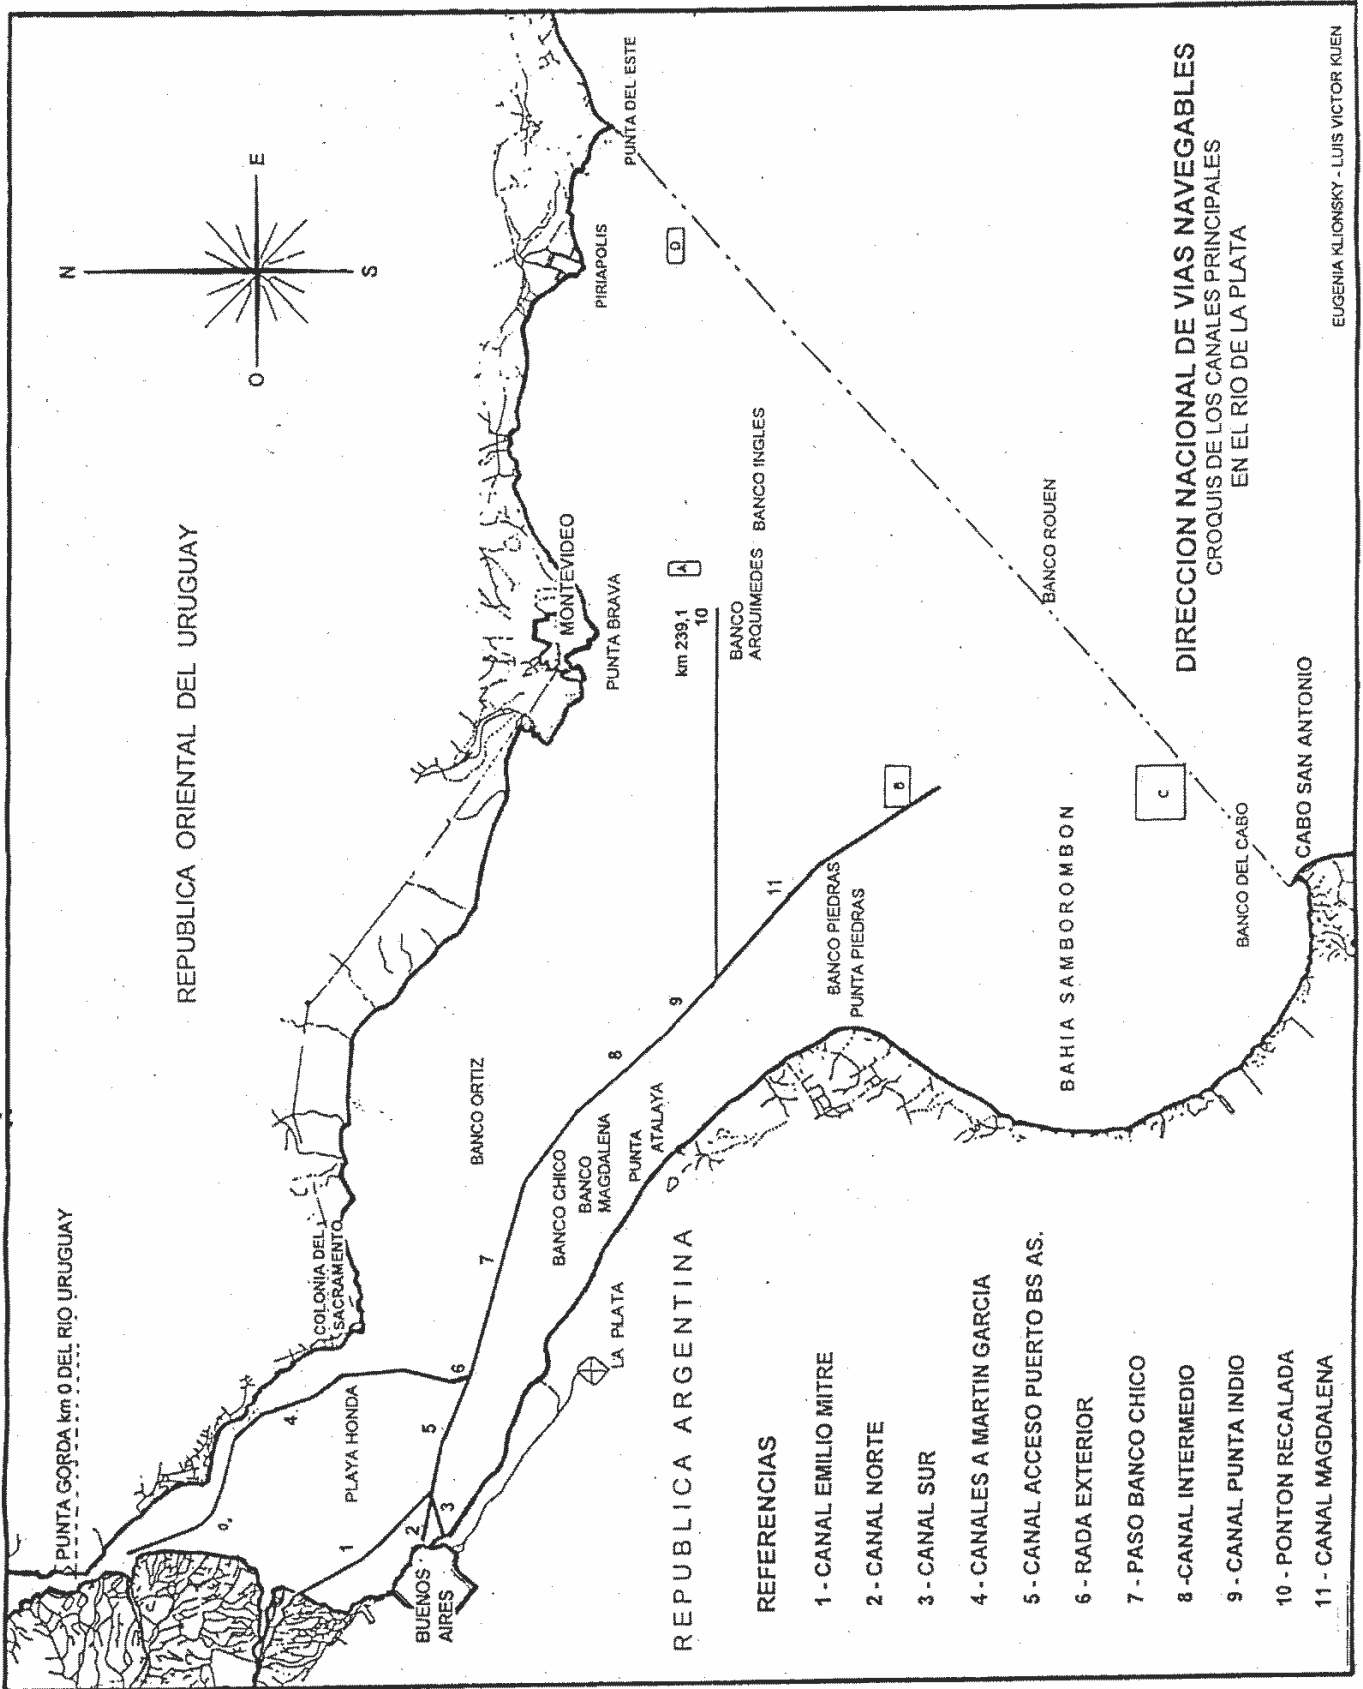 N
O
E
S
REPUBLICA ORIENTAL DEL URUGUAY
PUNTA GORDA km 0 DEL RIO URUGUAY
COLONIA DEL
SACRAMENTO
PLAYA HONDA
MONTEVIDEO
PUNTA BRAVA
PIRIAPOLIS
PUNTA DEL ESTE
BUENOS
AIRES
LA PLATA
1
2
3
4
5
6
7
8
9
km 239,1
10
11
BANCO ORTIZ
BANCO CHICO
BANCO
MAGDALENA
PUNTA
ATALAYA
BANCO
ARQUIMEDES
BANCO INGLES
BANCO PIEDRAS
PUNTA PIEDRAS
BANCO ROUEN
BAHIA SAMBOROMBON
BANCO DEL CABO
CABO SAN ANTONIO
A
B
C
D
REPUBLICA ARGENTINA
REFERENCIAS
1 - CANAL EMILIO MITRE
2 - CANAL NORTE
3 - CANAL SUR
4 - CANALES A MARTIN GARCIA
5 - CANAL ACCESO PUERTO BS AS.
6 - RADA EXTERIOR
7 - PASO BANCO CHICO
8 -CANAL INTERMEDIO
9 - CANAL PUNTA INDIO
10 - PONTON RECALADA
11 - CANAL MAGDALENA
DIRECCION NACIONAL DE VIAS NAVEGABLES
CROQUIS DE LOS CANALES PRINCIPALES
EN EL RIO DE LA PLATA
EUGENIA KLIONSKY - LUIS VICTOR KUEN